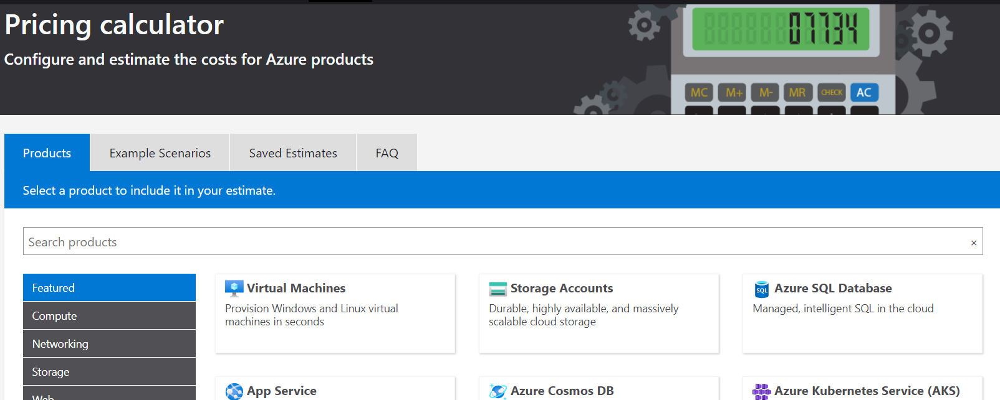 Pricing calculator
Configure and estimate the costs for Azure products
07734
MC M+ M- MR CHECK AC
Products Example Scenarios Saved Estimates FAQ
Select a product to include it in your estimate.
Search products ×
Featured
Compute
Networking
Storage
Web
Virtual Machines
Provision Windows and Linux virtual
machines in seconds
Storage Accounts
Durable, highly available, and massively
scalable cloud storage
SQL Azure SQL Database
Managed, intelligent SQL in the cloud
App Service
Azure Cosmos DB
Azure Kubernetes Service (AKS)